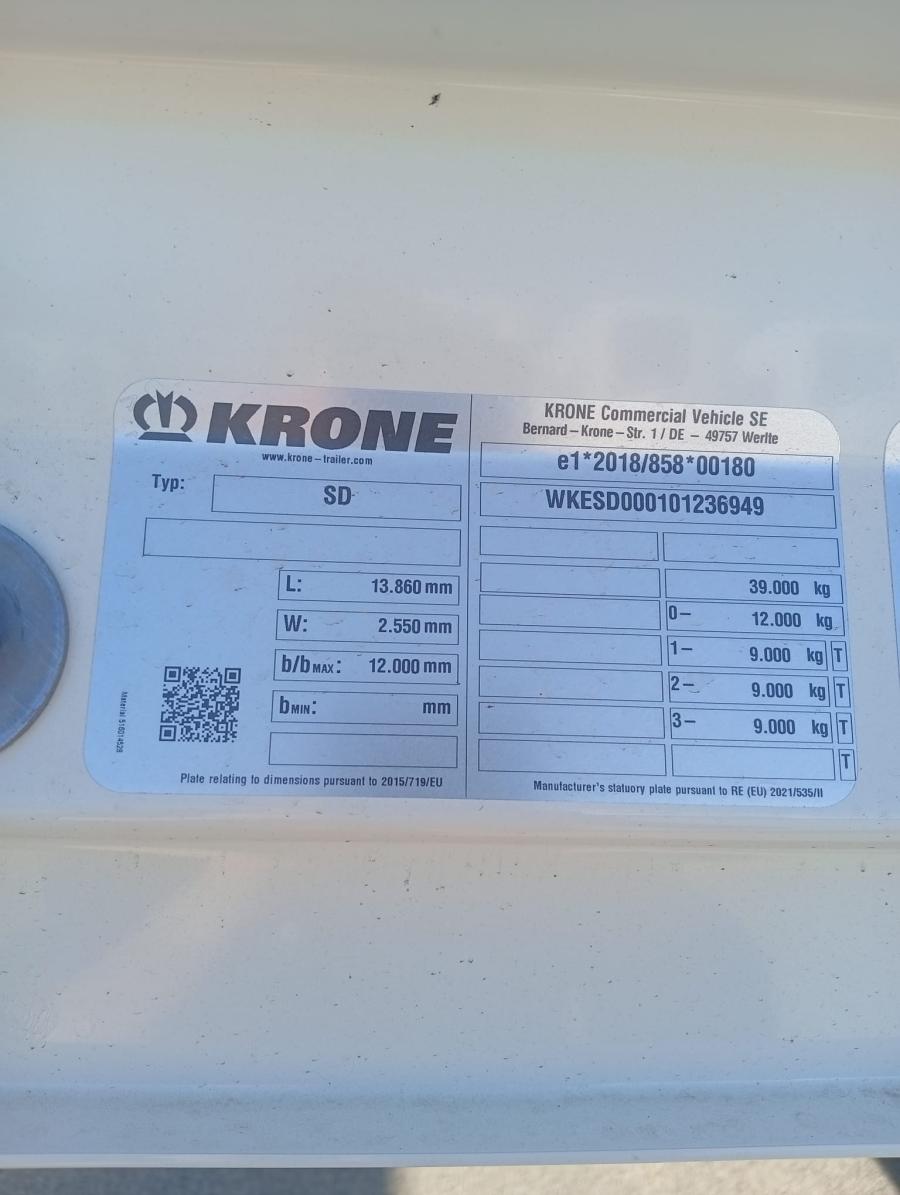 KRONE
www.krone-trailer.com
Typ: SD
L: 13.860 mm
W: 2.550 mm
b/bMAX: 12.000 mm
bMIN: mm
Material 516014528
Plate relating to dimensions pursuant to 2015/719/EU
KRONE Commercial Vehicle SE
Bernard-Krone-Str. 1 / DE - 49757 Werlte
e1*2018/858*00180
WKESD000101236949
39.000 kg
0- 12.000 kg
1- 9.000 kg T
2- 9.000 kg T
3- 9.000 kg T
T
Manufacturer's statuory plate pursuant to RE (EU) 2021/535/II